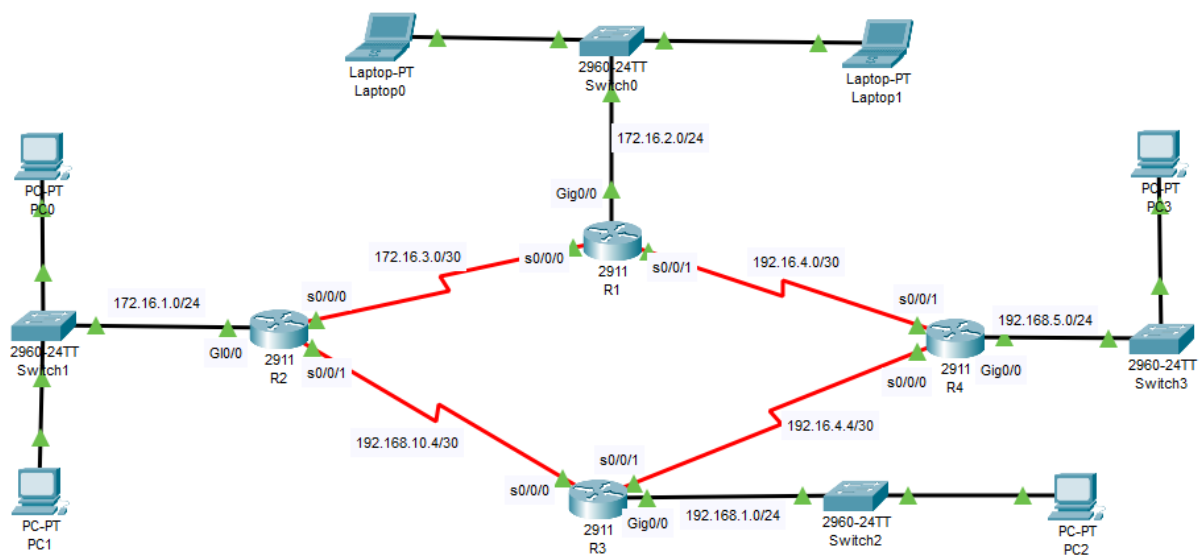 Laptop-PT
Laptop0
2960-24TT
Switch0
Laptop-PT
Laptop1
172.16.2.0/24
PC-PT
PC0
Gig0/0
PC-PT
PC3
172.16.3.0/30
s0/0/0
2911
R1
s0/0/1
192.16.4.0/30
172.16.1.0/24
s0/0/0
s0/0/1
192.168.5.0/24
2960-24TT
Switch1
GI0/0
2911
R2
s0/0/1
2911
R4
s0/0/0
Gig0/0
2960-24TT
Switch3
192.168.10.4/30
192.16.4.4/30
s0/0/1
s0/0/0
PC-PT
PC1
2911
R3
Gig0/0
192.168.1.0/24
2960-24TT
Switch2
PC-PT
PC2